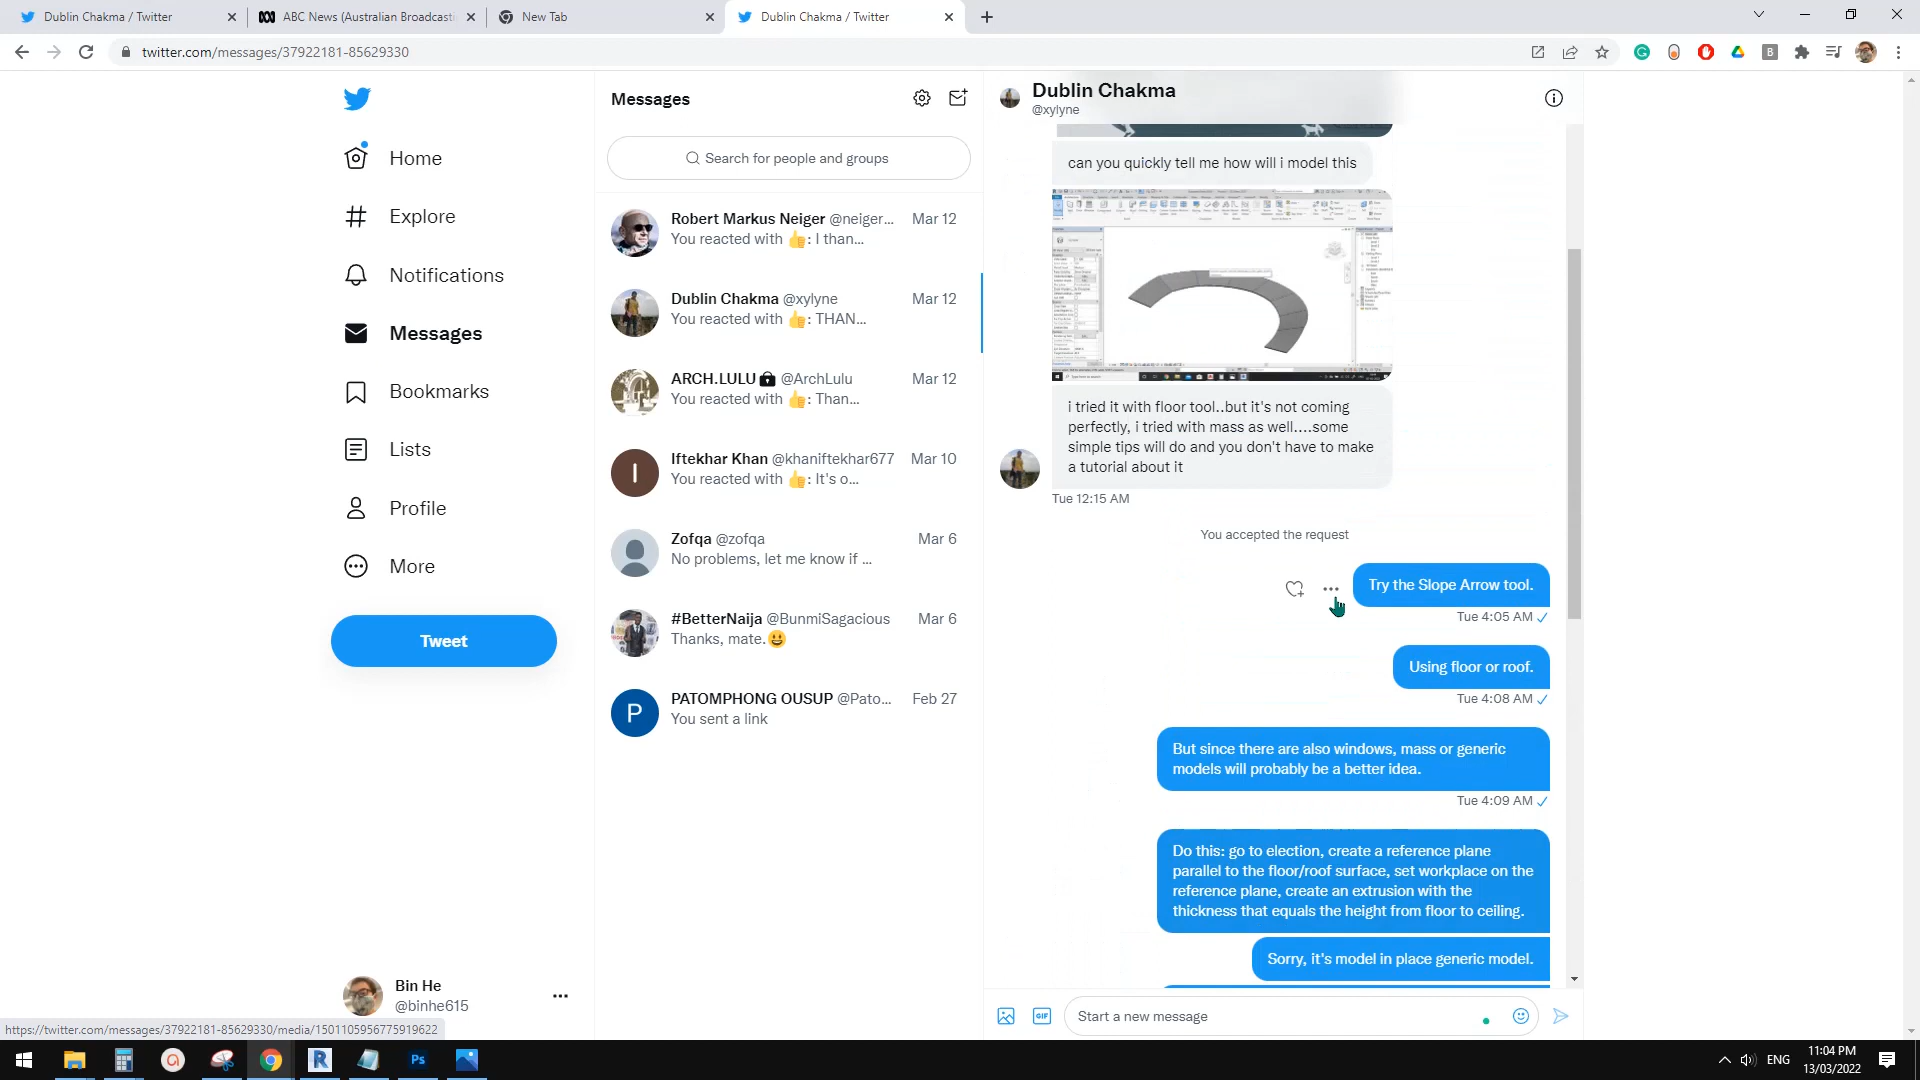 Dublin Chakma / Twitter
ABC News (Australian Broadcasti
New Tab
Dublin Chakma / Twitter
twitter.com/messages/37922181-85629330
Home
Explore
Notifications
Messages
Bookmarks
Lists
Profile
More
Tweet
Bin He
@binhe615
https://twitter.com/messages/37922181-85629330/media/1501105956775919622
Messages
Search for people and groups
Robert Markus Neiger @neiger... Mar 12
You reacted with 👍: I than...
Dublin Chakma @xylyne Mar 12
You reacted with 👍: THAN...
ARCH.LULU @ArchLulu Mar 12
You reacted with 👍: Than...
I
Iftekhar Khan @khaniftekhar677 Mar 10
You reacted with 👍: It's o...
Zofqa @zofqa Mar 6
No problems, let me know if ...
#BetterNaija @BunmiSagacious Mar 6
Thanks, mate.😃
P
PATOMPHONG OUSUP @Pato... Feb 27
You sent a link
Dublin Chakma
@xylyne
can you quickly tell me how will i model this
i tried it with floor tool..but it's not coming
perfectly, i tried with mass as well....some
simple tips will do and you don't have to make
a tutorial about it
Tue 12:15 AM
You accepted the request
Try the Slope Arrow tool.
Tue 4:05 AM
Using floor or roof.
Tue 4:08 AM
But since there are also windows, mass or generic
models will probably be a better idea.
Tue 4:09 AM
Do this: go to election, create a reference plane
parallel to the floor/roof surface, set workplace on the
reference plane, create an extrusion with the
thickness that equals the height from floor to ceiling.
Sorry, it's model in place generic model.
GIF
Start a new message
R
Ps
ENG
11:04 PM
13/03/2022